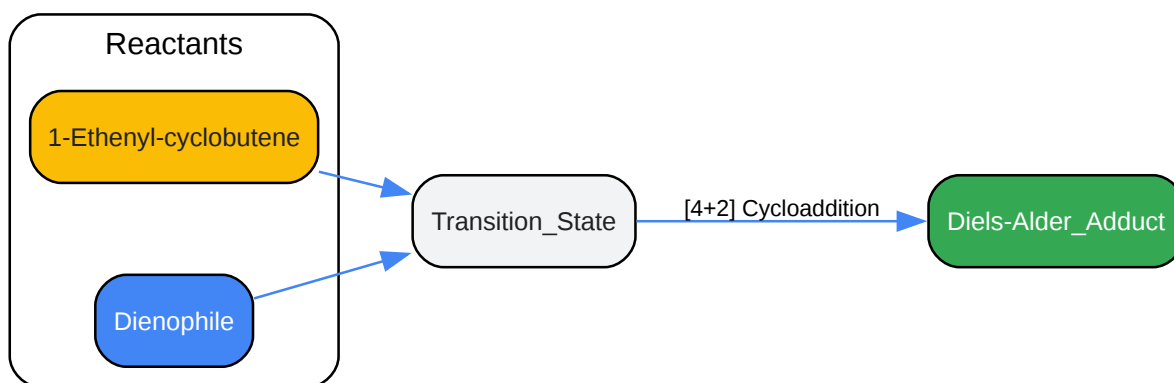 Reactants
1-Ethenyl-cyclobutene
Dienophile
Transition_State
[4+2] Cycloaddition
Diels-Alder_Adduct